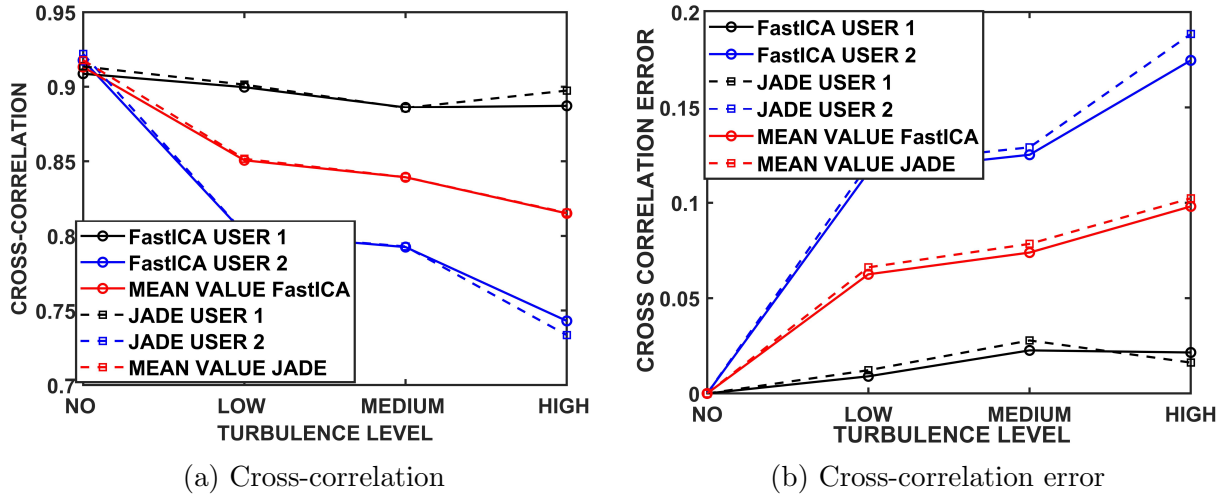 0.95
0.9
0.85
0.8
0.75
0.7
CROSS-CORRELATION
FastICA USER 1
FastICA USER 2
MEAN VALUE FastICA
JADE USER 1
JADE USER 2
MEAN VALUE JADE
NO LOW MEDIUM HIGH
TURBULENCE LEVEL
(a) Cross-correlation
0.2
0.15
0.1
0.05
0
CROSS CORRELATION ERROR
FastICA USER 1
FastICA USER 2
JADE USER 1
JADE USER 2
MEAN VALUE FastICA
MEAN VALUE JADE
NO LOW MEDIUM HIGH
TURBULENCE LEVEL
(b) Cross-correlation error